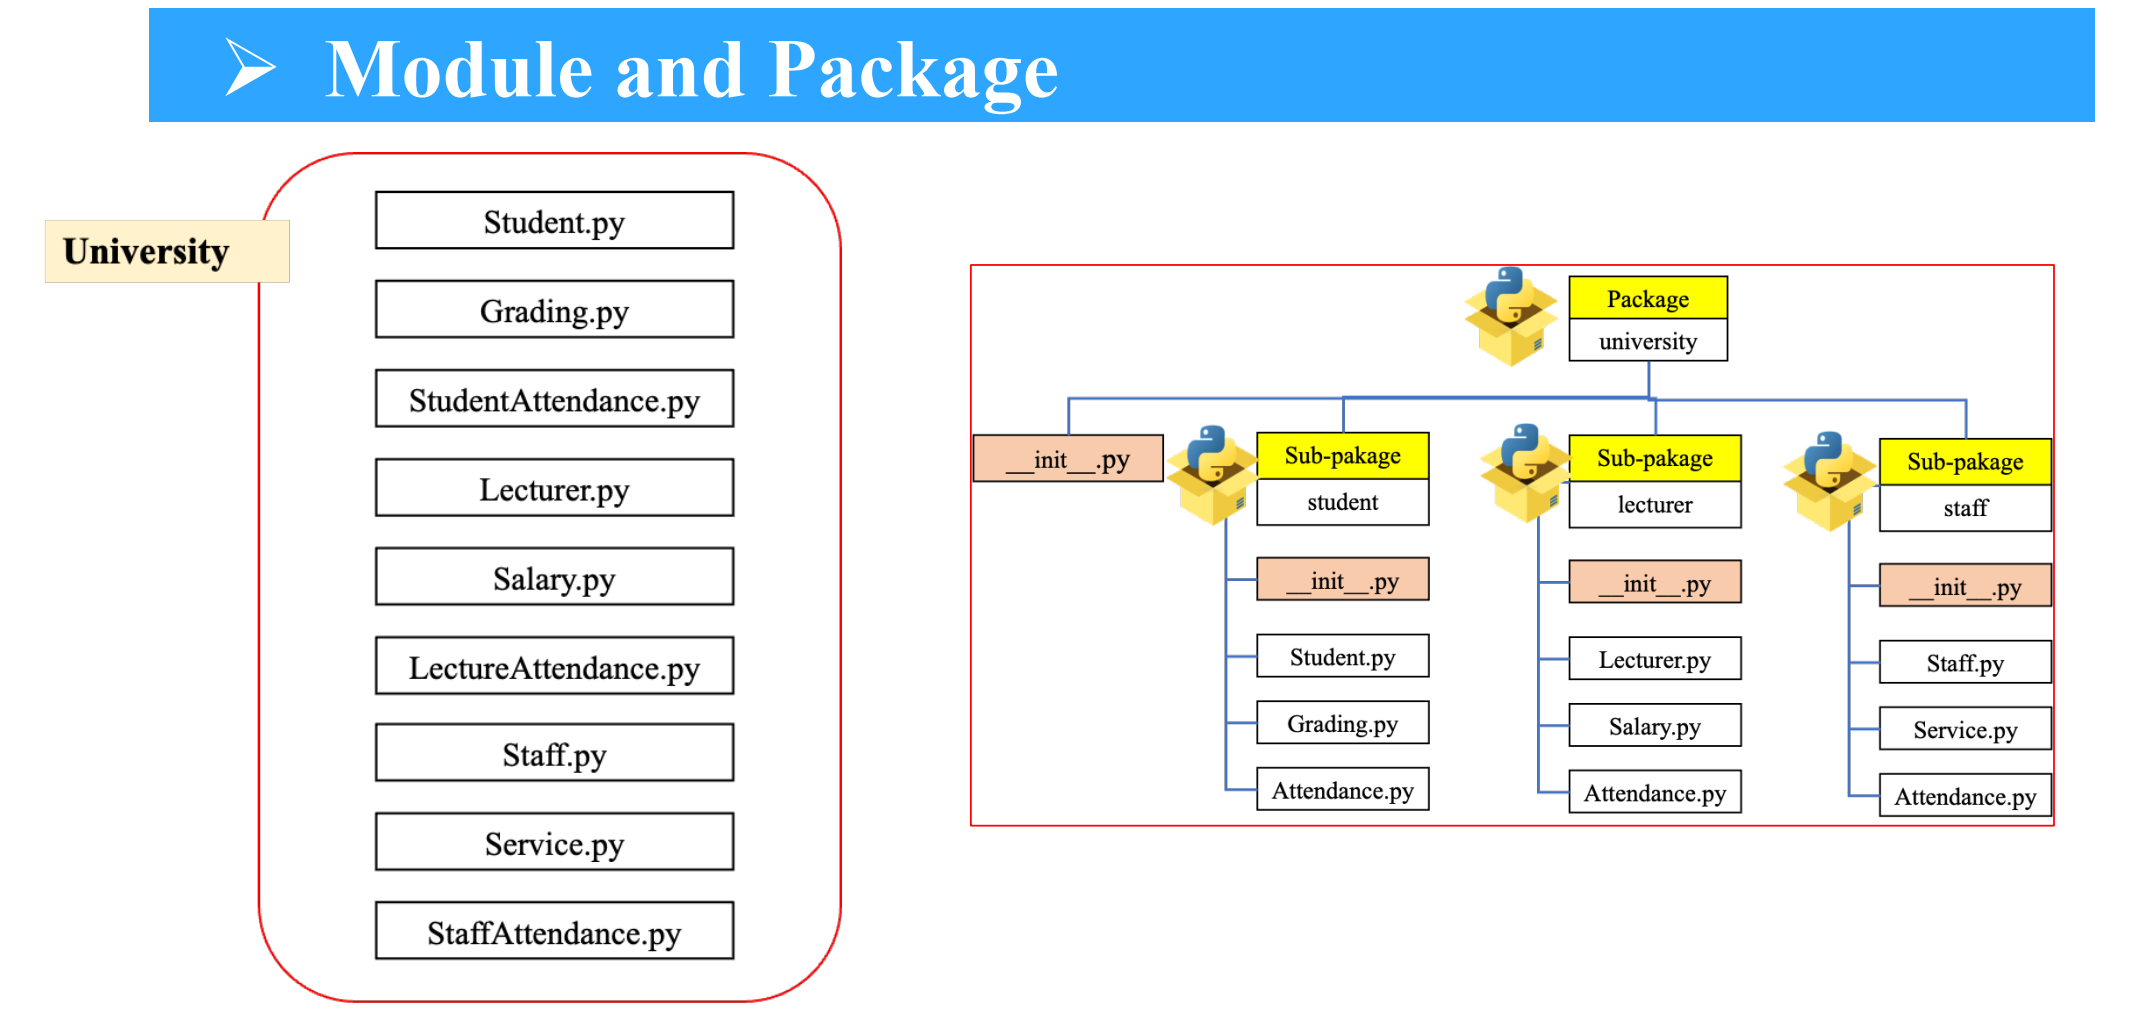 Module and Package
University
Student.py
Grading.py
StudentAttendance.py
Lecturer.py
Salary.py
LectureAttendance.py
Staff.py
Service.py
StaffAttendance.py
Package
university
__init__.py
Sub-pakage
student
__init__.py
Student.py
Grading.py
Attendance.py
Sub-pakage
lecturer
__init__.py
Lecturer.py
Salary.py
Attendance.py
Sub-pakage
staff
__init__.py
Staff.py
Service.py
Attendance.py